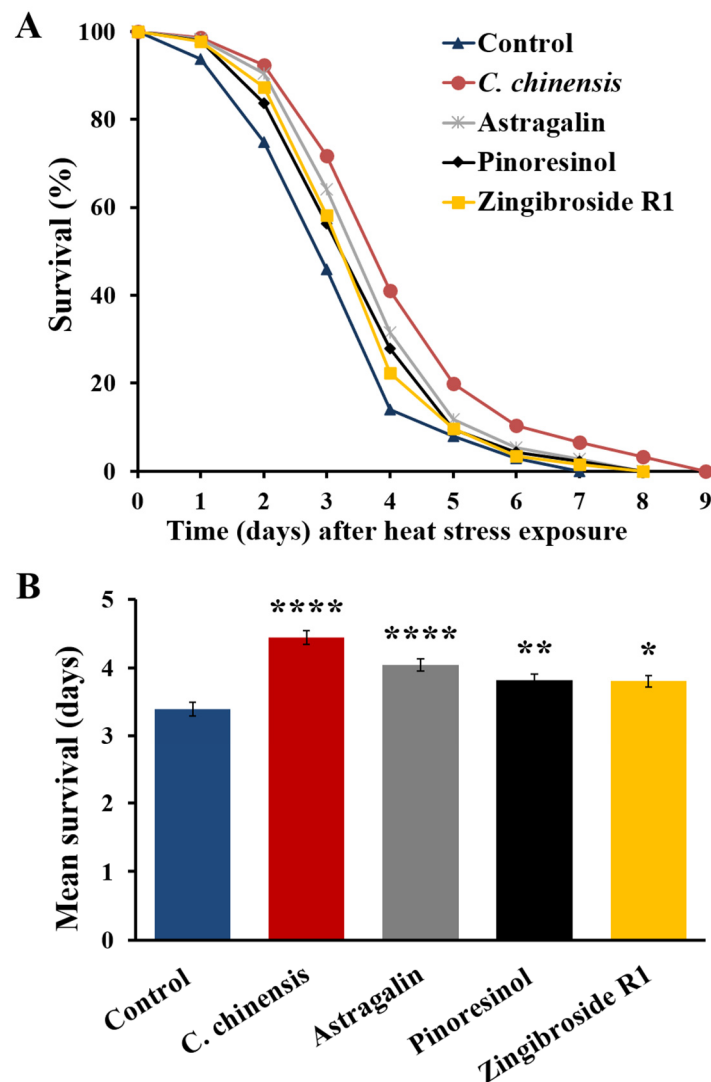 A
100
80
60
40
20
0
Survival (%)
Control
C. chinensis
Astragalin
Pinoresinol
Zingibroside R1
0 1 2 3 4 5 6 7 8 9
Time (days) after heat stress exposure
B
5
4
3
2
1
0
Mean survival (days)
**** **** ** *
Control C. chinensis Astragalin Pinoresinol Zingibroside R1